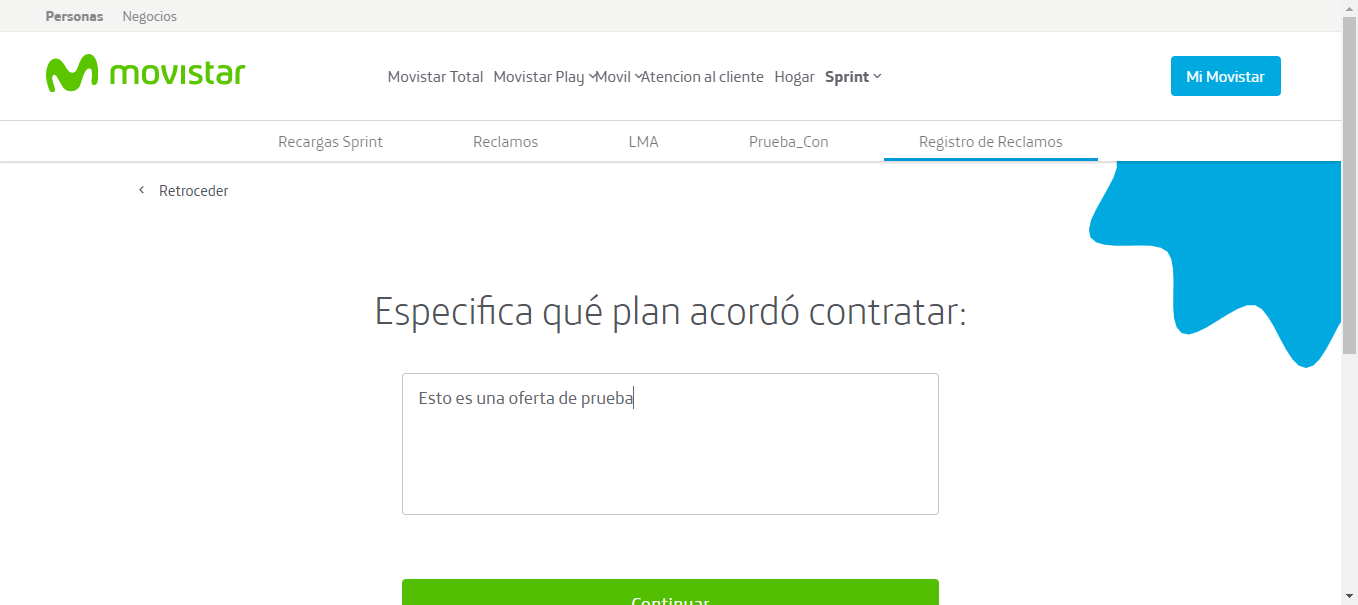 Personas Negocios
movistar
Movistar Total Movistar Play Movil Atencion al cliente Hogar Sprint
Mi Movistar
Recargas Sprint Reclamos LMA Prueba_Con Registro de Reclamos
Retroceder
Especifica qué plan acordó contratar:
Esto es una oferta de prueba
Continuar